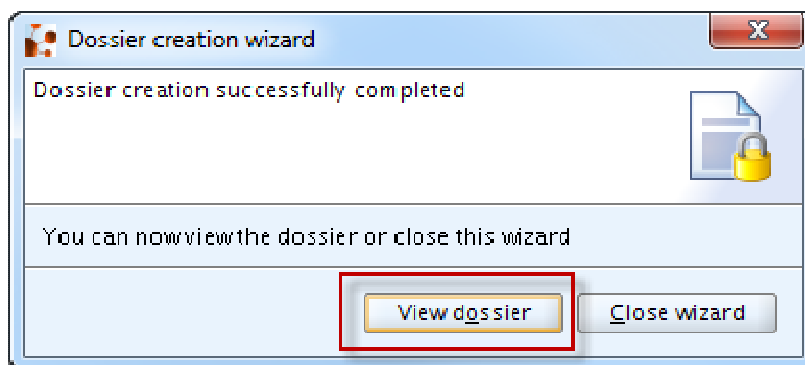 Dossier creation wizard
Dossier creation successfully completed
You can now view the dossier or close this wizard
View dossier
Close wizard